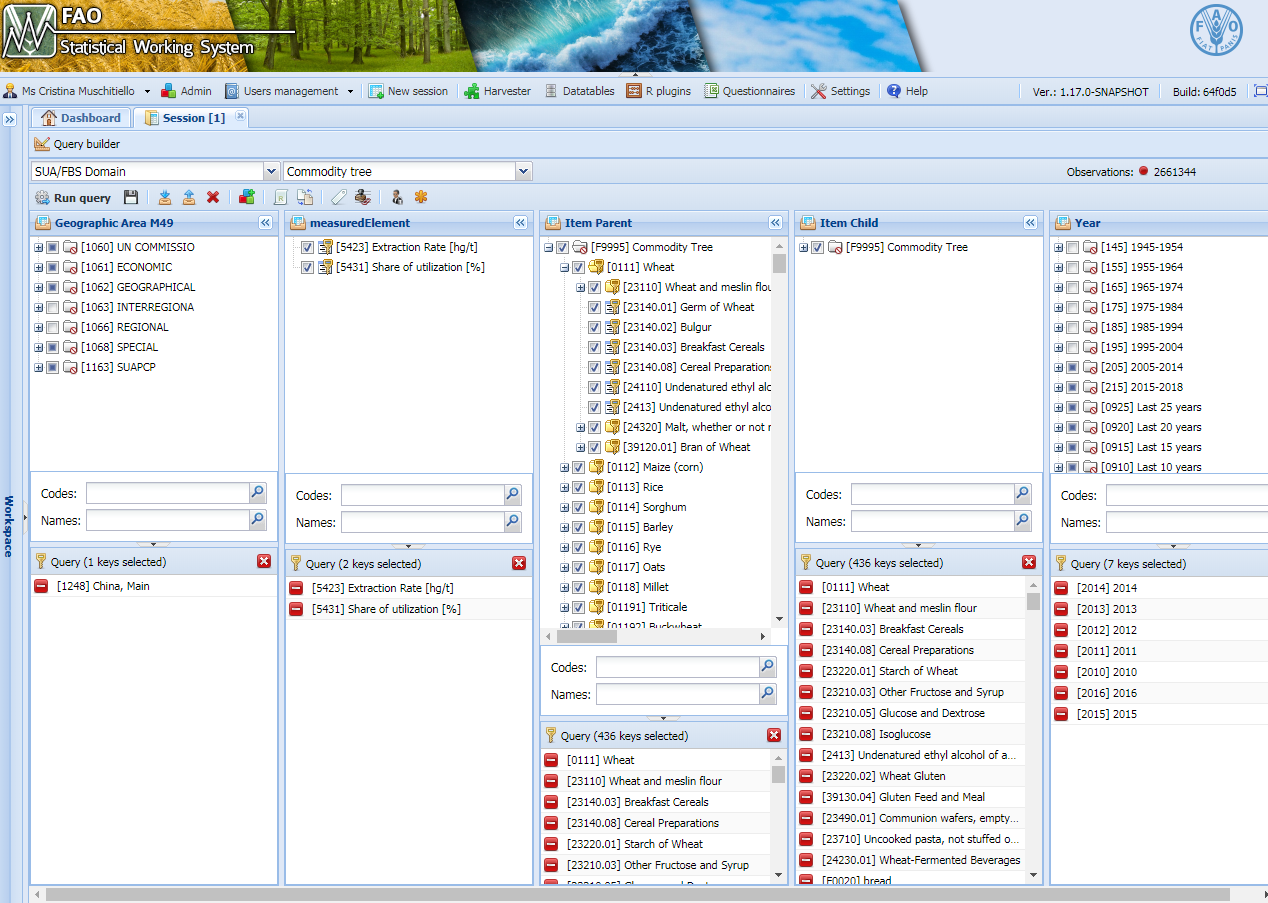 FAO
Statistical Working System
Ms Cristina Muschitiello
Admin
Users management
New session
Harvester
Datatables
R plugins
Questionnaires
Settings
Help
Ver.: 1.17.0-SNAPSHOT
Build: 64f0d5
Dashboard
Session [1]
Query builder
SUA/FBS Domain
Commodity tree
Observations: 2661344
Run query
Workspace
Geographic Area M49
[1060] UN COMMISSIO
[1061] ECONOMIC
[1062] GEOGRAPHICAL
[1063] INTERREGIONA
[1066] REGIONAL
[1068] SPECIAL
[1163] SUAPCP
Codes:
Names:
Query (1 keys selected)
[1248] China, Main
measuredElement
[5423] Extraction Rate [hg/t]
[5431] Share of utilization [%]
Codes:
Names:
Query (2 keys selected)
[5423] Extraction Rate [hg/t]
[5431] Share of utilization [%]
Item Parent
[F9995] Commodity Tree
[0111] Wheat
[23110] Wheat and meslin flou
[23140.01] Germ of Wheat
[23140.02] Bulgur
[23140.03] Breakfast Cereals
[23140.08] Cereal Preparations
[24110] Undenatured ethyl alc
[2413] Undenatured ethyl alco
[24320] Malt, whether or not r
[39120.01] Bran of Wheat
[0112] Maize (corn)
[0113] Rice
[0114] Sorghum
[0115] Barley
[0116] Rye
[0117] Oats
[0118] Millet
[01191] Triticale
[01192] Buckwheat
Codes:
Names:
Query (436 keys selected)
[0111] Wheat
[23110] Wheat and meslin flour
[23140.03] Breakfast Cereals
[23140.08] Cereal Preparations
[23220.01] Starch of Wheat
[23210.03] Other Fructose and Syrup
Item Child
[F9995] Commodity Tree
Codes:
Names:
Query (436 keys selected)
[0111] Wheat
[23110] Wheat and meslin flour
[23140.03] Breakfast Cereals
[23140.08] Cereal Preparations
[23220.01] Starch of Wheat
[23210.03] Other Fructose and Syrup
[23210.05] Glucose and Dextrose
[23210.08] Isoglucose
[2413] Undenatured ethyl alcohol of a...
[23220.02] Wheat Gluten
[39130.04] Gluten Feed and Meal
[23490.01] Communion wafers, empty...
[23710] Uncooked pasta, not stuffed o...
[24230.01] Wheat-Fermented Beverages
[F0020] bread
Year
[145] 1945-1954
[155] 1955-1964
[165] 1965-1974
[175] 1975-1984
[185] 1985-1994
[195] 1995-2004
[205] 2005-2014
[215] 2015-2018
[0925] Last 25 years
[0920] Last 20 years
[0915] Last 15 years
[0910] Last 10 years
Codes:
Names:
Query (7 keys selected)
[2014] 2014
[2013] 2013
[2012] 2012
[2011] 2011
[2010] 2010
[2016] 2016
[2015] 2015